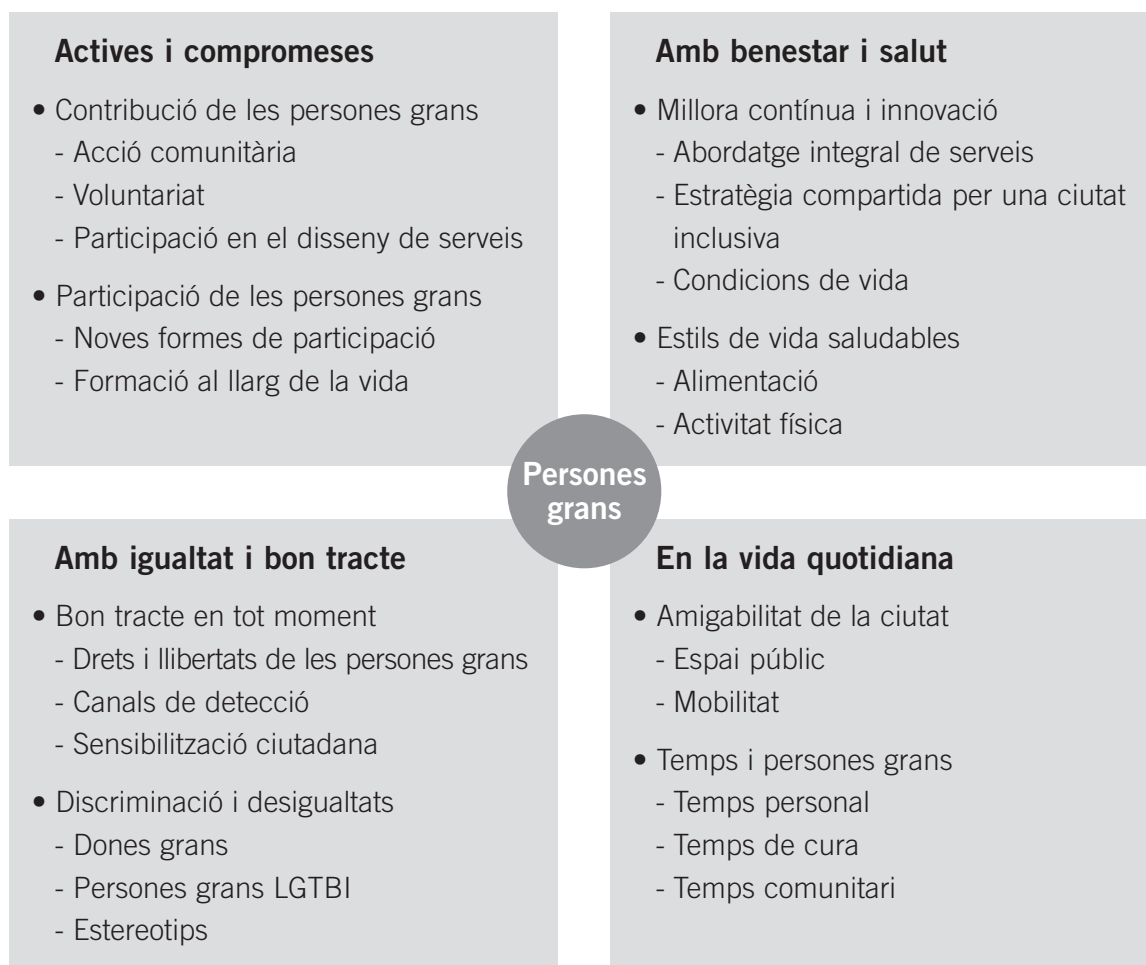 Actives i compromeses
• Contribució de les persones grans
- Acció comunitària
- Voluntariat
- Participació en el disseny de serveis
• Participació de les persones grans
- Noves formes de participació
- Formació al llarg de la vida
Amb benestar i salut
• Millora contínua i innovació
- Abordatge integral de serveis
- Estratègia compartida per una ciutat
inclusiva
- Condicions de vida
• Estils de vida saludables
- Alimentació
- Activitat física
Persones
grans
Amb igualtat i bon tracte
• Bon tracte en tot moment
- Drets i llibertats de les persones grans
- Canals de detecció
- Sensibilització ciutadana
• Discriminació i desigualtats
- Dones grans
- Persones grans LGTBI
- Estereotips
En la vida quotidiana
• Amigabilitat de la ciutat
- Espai públic
- Mobilitat
• Temps i persones grans
- Temps personal
- Temps de cura
- Temps comunitari